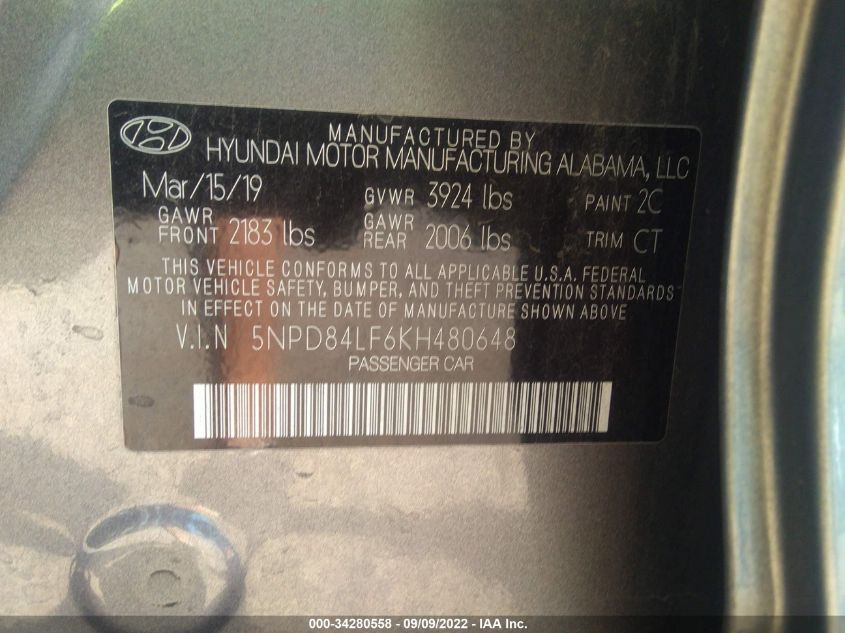 MANUFACTURED BY
HYUNDAI MOTOR MANUFACTURING ALABAMA, LLC
Mar/15/19 GVWR 3924 lbs PAINT 2C
GAWR FRONT 2183 lbs GAWR REAR 2006 lbs TRIM CT
THIS VEHICLE CONFORMS TO ALL APPLICABLE U.S.A. FEDERAL
MOTOR VEHICLE SAFETY, BUMPER, AND THEFT PREVENTION STANDARDS
IN EFFECT ON THE DATE OF MANUFACTURE SHOWN ABOVE.
V.I.N 5NPD84LF6KH480648
PASSENGER CAR
000-34280558 - 09/09/2022 - IAA Inc.